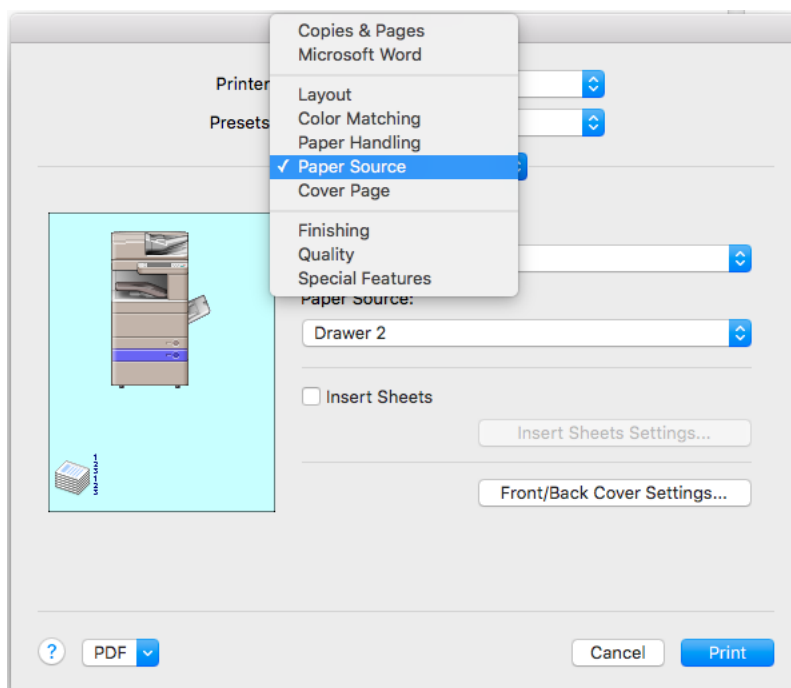 Copies & Pages
Microsoft Word
Printer
Layout
Presets
Color Matching
Paper Handling
✓ Paper Source
Cover Page
Finishing
Quality
Special Features
Paper Source:
Drawer 2
Insert Sheets
Insert Sheets Settings...
Front/Back Cover Settings...
? PDF Cancel Print